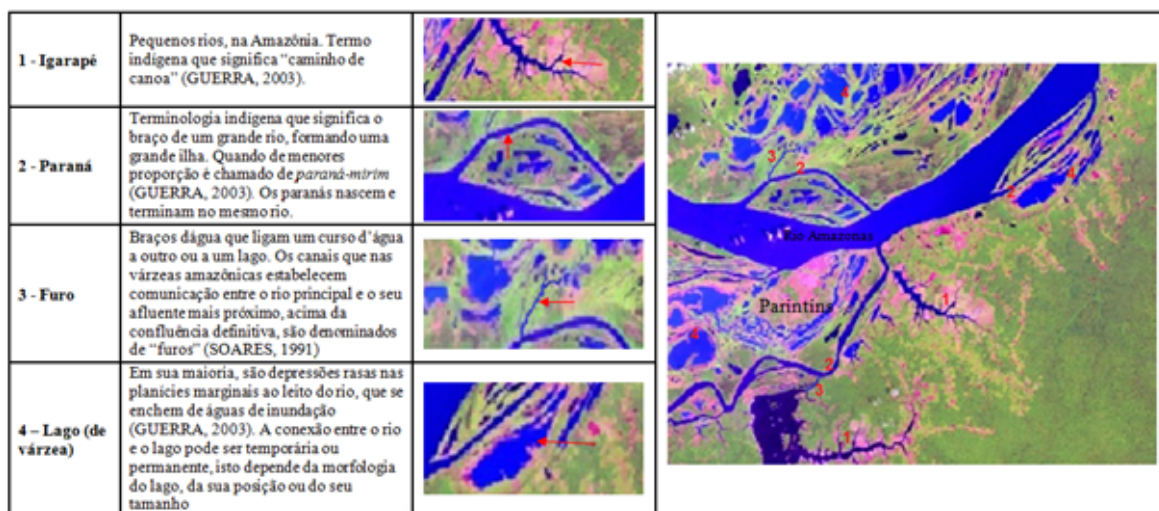 1 - Igarapé
Pequenos rios, na Amazônia. Termo
indígena que significa “caminho de
canoa” (GUERRA, 2003).
2 - Paraná
Terminologia indígena que significa o
braço de um grande rio, formando uma
grande ilha. Quando de menores
proporção é chamado de paraná-mirim
(GUERRA, 2003). Os paranás nascem e
terminam no mesmo rio.
3 - Furo
Braços dágua que ligam um curso d’água
a outro ou a um lago. Os canais que nas
várzeas amazônicas estabelecem
comunicação entre o rio principal e o seu
afluente mais próximo, acima da
confluência definitiva, são denominados
de “furos” (SOARES, 1991)
4 – Lago (de
várzea)
Em sua maioria, são depressões rasas nas
planícies marginais ao leito do rio, que se
enchem de águas de inundação
(GUERRA, 2003). A conexão entre o rio
e o lago pode ser temporária ou
permanente, isto depende da morfologia
do lago, da sua posição ou do seu
tamanho
4
3
2
4
2
Rio Amazonas
1
Parintins
4
2
3
1